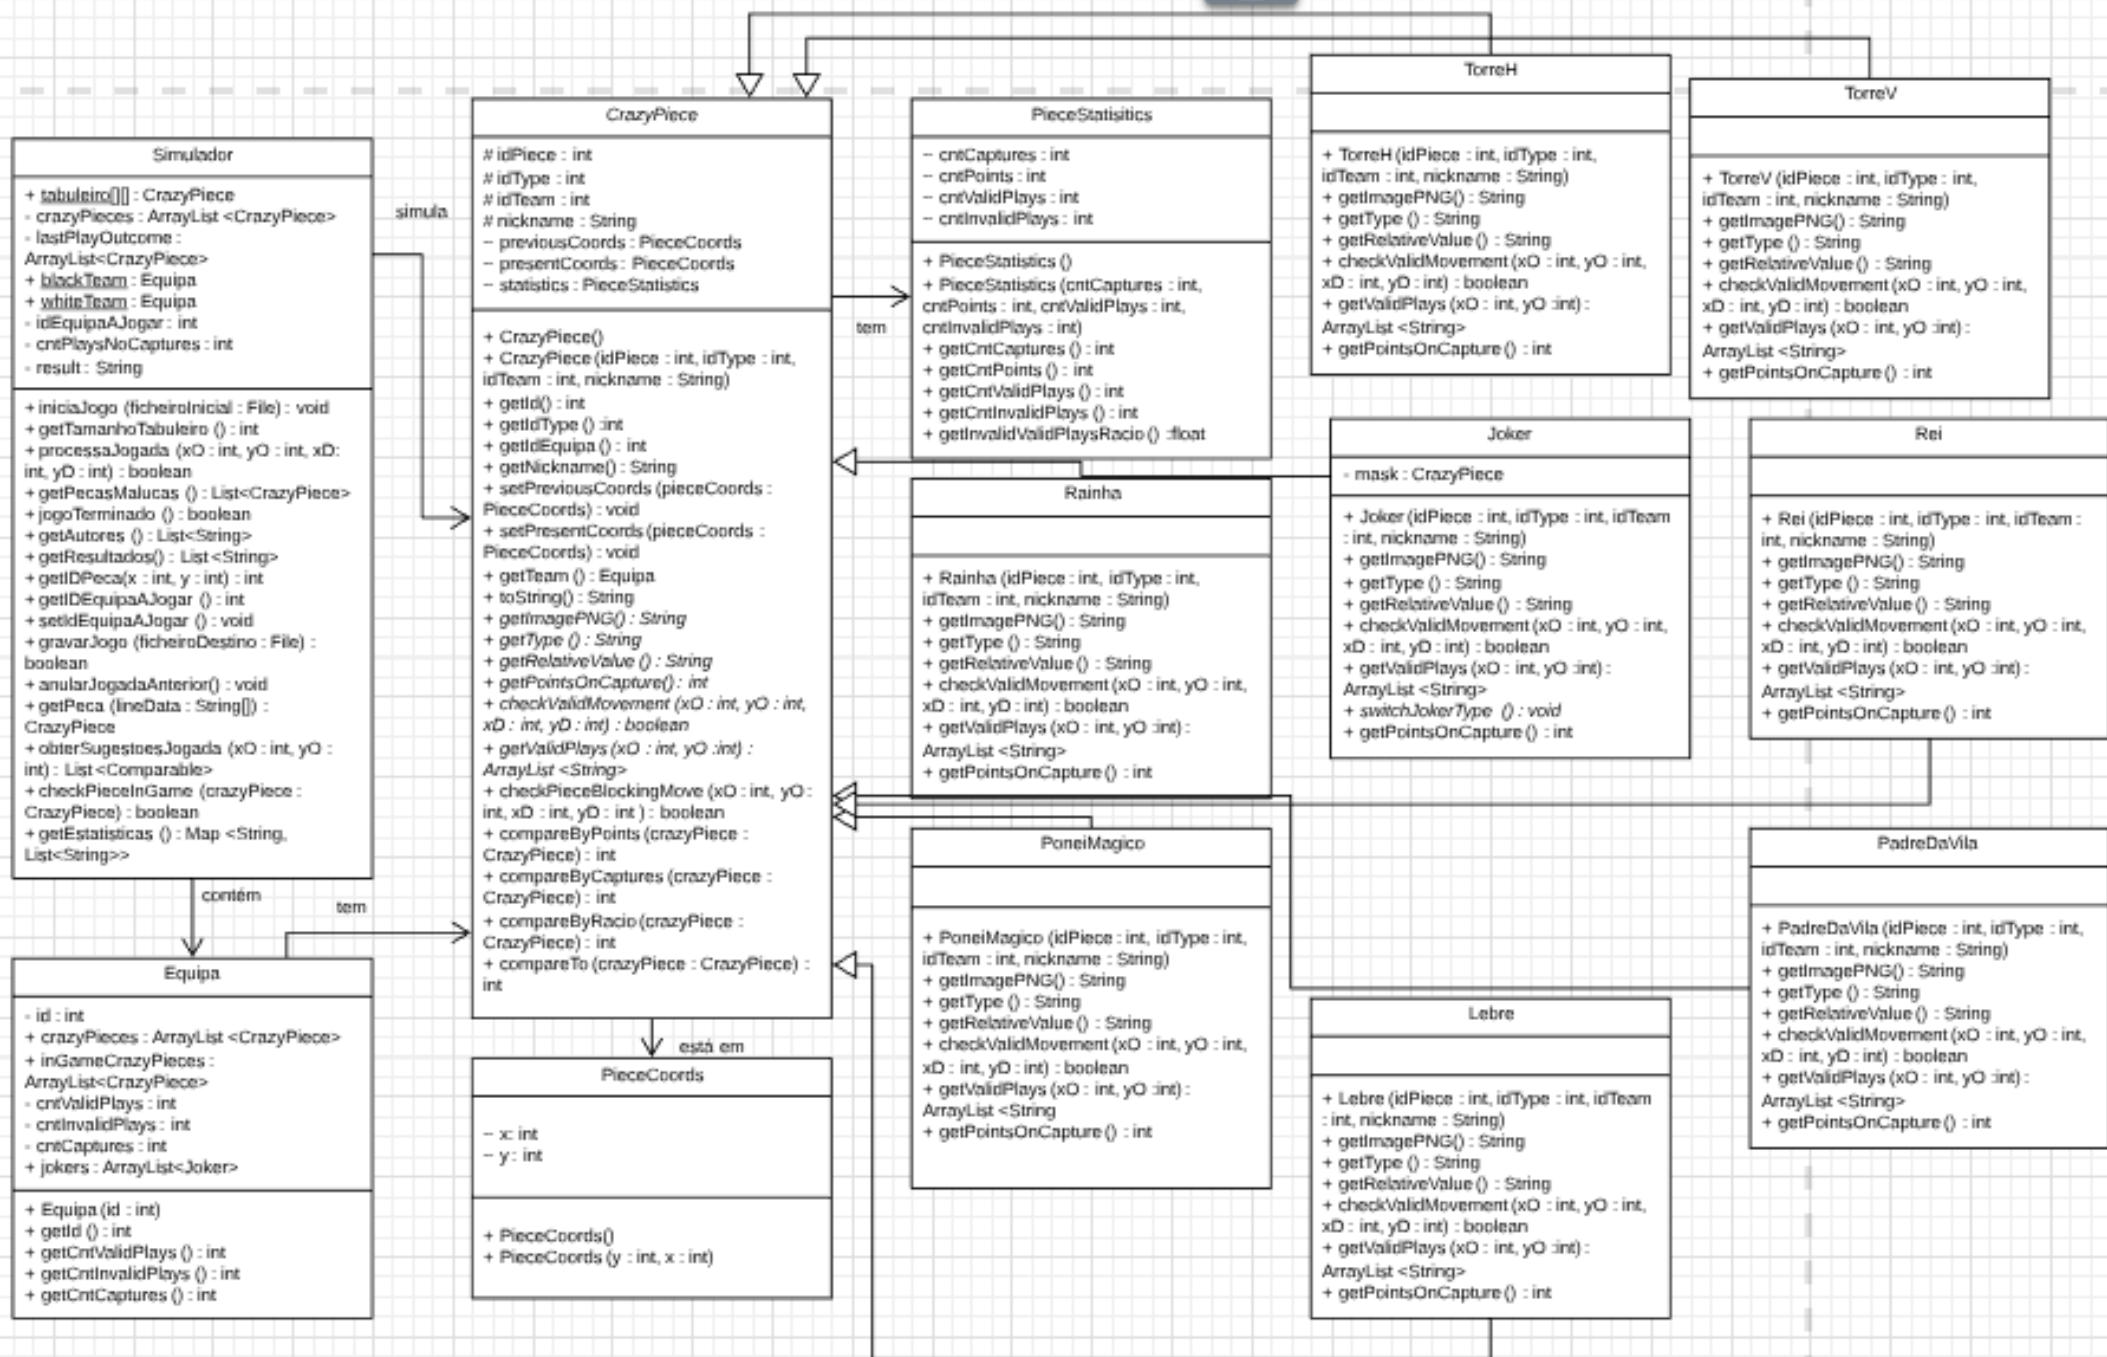 Simulador
+ tabuleiro[][] : CrazyPiece
- crazyPieces : ArrayList <CrazyPiece>
- lastPlayOutcome :
ArrayList<CrazyPiece>
+ blackTeam : Equipa
+ whiteTeam : Equipa
- idEquipaAJogar : int
- cntPlaysNoCaptures : int
- result : String
+ iniciaJogo (ficheiroInicial : File) : void
+ getTamanhoTabuleiro () : int
+ processaJogada (xO : int, yO : int, xD:
int, yD : int) : boolean
+ getPecasMalucas () : List<CrazyPiece>
+ jogoTerminado () : boolean
+ getAutores () : List<String>
+ getResultados() : List <String>
+ getIDPeca(x : int, y : int) : int
+ getIDEquipaAJogar () : int
+ setIdEquipaAJogar () : void
+ gravarJogo (ficheiroDestino : File) :
boolean
+ anularJogadaAnterior() : void
+ getPeca (lineData : String[]) :
CrazyPiece
+ obterSugestoesJogada (xO : int, yO :
int) : List <Comparable>
+ checkPieceInGame (crazyPiece :
CrazyPiece) : boolean
+ getEstatisticas () : Map <String,
List<String>>
simula
contém
tem
Equipa
- id : int
+ crazyPieces : ArrayList <CrazyPiece>
+ inGameCrazyPieces :
ArrayList<CrazyPiece>
- cntValidPlays : int
- cntInvalidPlays : int
- cntCaptures : int
+ jokers : ArrayList<Joker>
+ Equipa (id : int)
+ getId () : int
+ getCntValidPlays () : int
+ getCntInvalidPlays () : int
+ getCntCaptures () : int
CrazyPiece
# idPiece : int
# idType : int
# idTeam : int
# nickname : String
– previousCoords : PieceCoords
– presentCoords : PieceCoords
– statistics : PieceStatistics
+ CrazyPiece()
+ CrazyPiece (idPiece : int, idType : int,
idTeam : int, nickname : String)
+ getId() : int
+ getIdType () :int
+ getIdEquipa () : int
+ getNickname() : String
+ setPreviousCoords (pieceCoords :
PieceCoords) : void
+ setPresentCoords (pieceCoords :
PieceCoords) : void
+ getTeam () : Equipa
+ toString() : String
+ getImagePNG() : String
+ getType () : String
+ getRelativeValue () : String
+ getPointsOnCapture() : int
+ checkValidMovement (xO : int, yO : int,
xD : int, yD : int) : boolean
+ getValidPlays (xO : int, yO :int) :
ArrayList <String>
+ checkPieceBlockingMove (xO : int, yO :
int, xD : int, yD : int ) : boolean
+ compareByPoints (crazyPiece :
CrazyPiece) : int
+ compareByCaptures (crazyPiece :
CrazyPiece) : int
+ compareByRacio (crazyPiece :
CrazyPiece) : int
+ compareTo (crazyPiece : CrazyPiece) :
int
está em
PieceCoords
– x: int
– y : int
+ PieceCoords()
+ PieceCoords (y : int, x : int)
tem
PieceStatisitics
– cntCaptures : int
– cntPoints : int
– cntValidPlays : int
– cntInvalidPlays : int
+ PieceStatistics ()
+ PieceStatistics (cntCaptures : int,
cntPoints : int, cntValidPlays : int,
cntInvalidPlays : int)
+ getCntCaptures () : int
+ getCntPoints () : int
+ getCntValidPlays () : int
+ getCntInvalidPlays () : int
+ getInvalidValidPlaysRacio () :float
Rainha
+ Rainha (idPiece : int, idType : int,
idTeam : int, nickname : String)
+ getImagePNG() : String
+ getType () : String
+ getRelativeValue () : String
+ checkValidMovement (xO : int, yO : int,
xD : int, yD : int) : boolean
+ getValidPlays (xO : int, yO :int) :
ArrayList <String>
+ getPointsOnCapture () : int
PoneiMagico
+ PoneiMagico (idPiece : int, idType : int,
idTeam : int, nickname : String)
+ getImagePNG() : String
+ getType () : String
+ getRelativeValue () : String
+ checkValidMovement (xO : int, yO : int,
xD : int, yD : int) : boolean
+ getValidPlays (xO : int, yO :int) :
ArrayList <String
+ getPointsOnCapture () : int
TorreH
+ TorreH (idPiece : int, idType : int,
idTeam : int, nickname : String)
+ getImagePNG() : String
+ getType () : String
+ getRelativeValue () : String
+ checkValidMovement (xO : int, yO : int,
xD : int, yD : int) : boolean
+ getValidPlays (xO : int, yO :int) :
ArrayList <String>
+ getPointsOnCapture () : int
TorreV
+ TorreV (idPiece : int, idType : int,
idTeam : int, nickname : String)
+ getImagePNG() : String
+ getType () : String
+ getRelativeValue () : String
+ checkValidMovement (xO : int, yO : int,
xD : int, yD : int) : boolean
+ getValidPlays (xO : int, yO :int) :
ArrayList <String>
+ getPointsOnCapture () : int
Joker
- mask : CrazyPiece
+ Joker (idPiece : int, idType : int, idTeam
: int, nickname : String)
+ getImagePNG() : String
+ getType () : String
+ getRelativeValue () : String
+ checkValidMovement (xO : int, yO : int,
xD : int, yD : int) : boolean
+ getValidPlays (xO : int, yO :int) :
ArrayList <String>
+ switchJokerType () : void
+ getPointsOnCapture () : int
Rei
+ Rei (idPiece : int, idType : int, idTeam :
int, nickname : String)
+ getImagePNG() : String
+ getType () : String
+ getRelativeValue () : String
+ checkValidMovement (xO : int, yO : int,
xD : int, yD : int) : boolean
+ getValidPlays (xO : int, yO :int) :
ArrayList <String>
+ getPointsOnCapture () : int
Lebre
+ Lebre (idPiece : int, idType : int, idTeam
: int, nickname : String)
+ getImagePNG() : String
+ getType () : String
+ getRelativeValue () : String
+ checkValidMovement (xO : int, yO : int,
xD : int, yD : int) : boolean
+ getValidPlays (xO : int, yO :int) :
ArrayList <String>
+ getPointsOnCapture () : int
PadreDaVila
+ PadreDaVila (idPiece : int, idType : int,
idTeam : int, nickname : String)
+ getImagePNG() : String
+ getType () : String
+ getRelativeValue () : String
+ checkValidMovement (xO : int, yO : int,
xD : int, yD : int) : boolean
+ getValidPlays (xO : int, yO :int) :
ArrayList <String>
+ getPointsOnCapture () : int